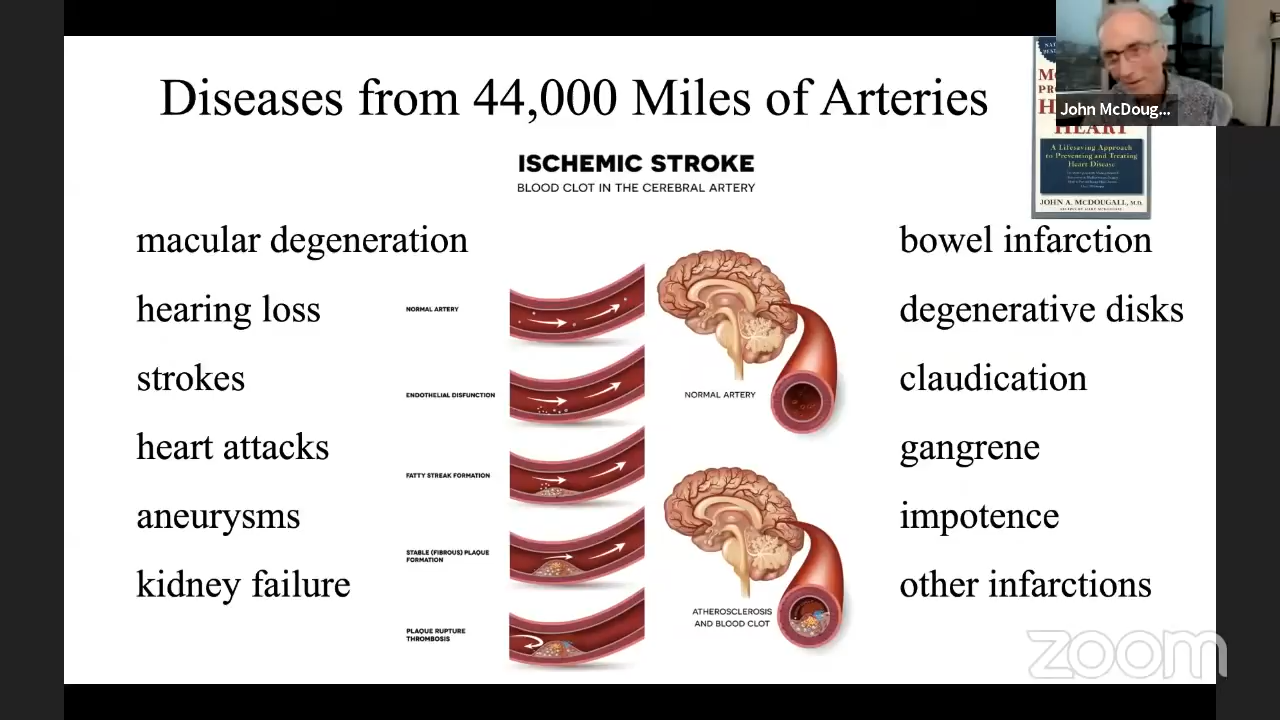 Diseases from 44,000 Miles of Arteries
John McDoug...
HEART
A Lifesaving Approach
for Preventing and Treating
Heart Disease
JOHN A. MCDOUGALL, M.D.
ISCHEMIC STROKE
BLOOD CLOT IN THE CEREBRAL ARTERY
macular degeneration
hearing loss
strokes
heart attacks
aneurysms
kidney failure
NORMAL ARTERY
ENDOTHELIAL DISFUNCTION
FATTY STREAK FORMATION
STABLE (FIBROUS) PLAQUE
FORMATION
PLAQUE RUPTURE
THROMBOSIS
NORMAL ARTERY
ATHEROSCLEROSIS
AND BLOOD CLOT
bowel infarction
degenerative disks
claudication
gangrene
impotence
other infarctions
zoom